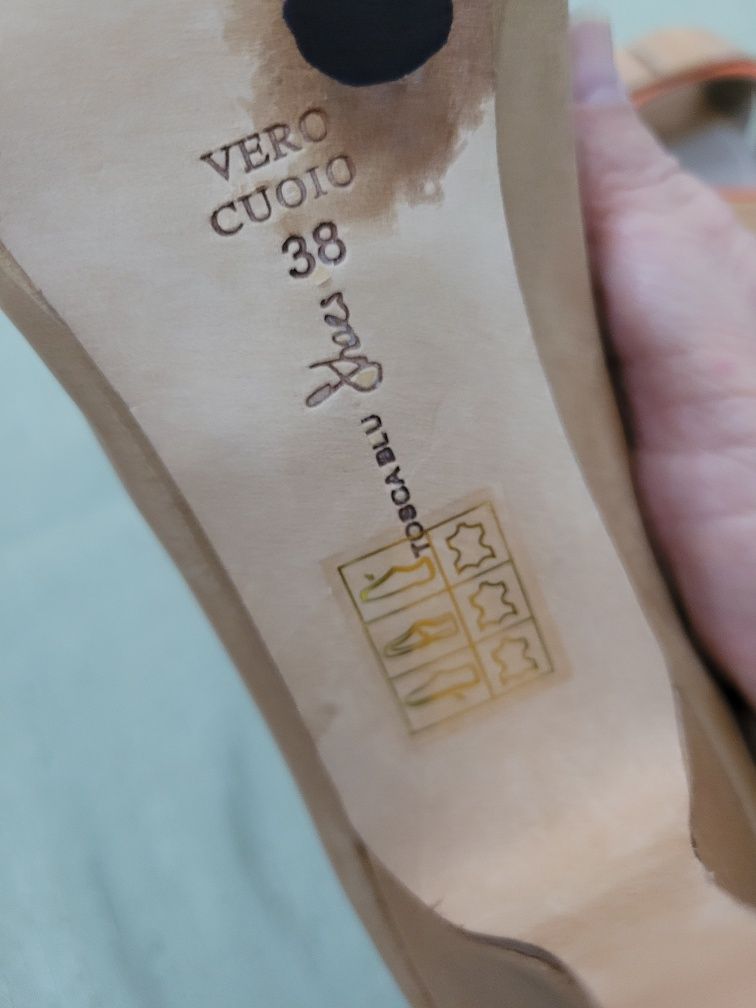 VERO
CUOIO
38
Shoes
TOSCA BLU